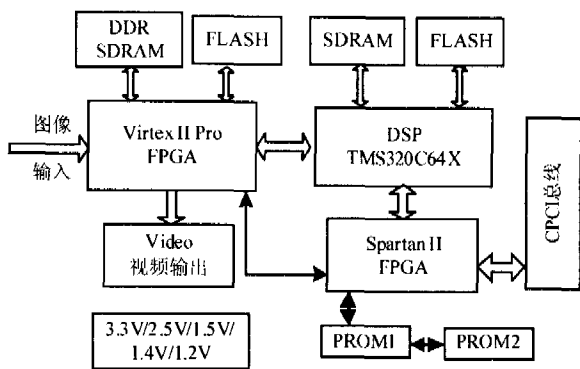 DDR
SDRAM
FLASH
SDRAM
FLASH
图像
输入
Virtex II Pro
FPGA
DSP
TMS320C64X
CPCI总线
Video
视频输出
Spartan II
FPGA
3.3V/2.5V/1.5V/
1.4V/1.2V
PROM1
PROM2